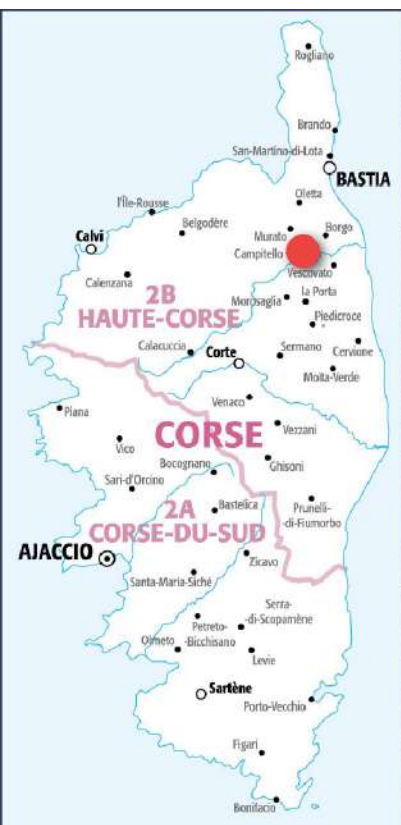 Rogliano
Brando
San-Martino-di-Lota
BASTIA
Oletta
l'Île-Rousse
Belgodère
Calvi
Murato
Borgo
Campitello
Vescovato
Calenzana
2B
HAUTE-CORSE
Morosaglia
la Porta
Piedicroce
Calacuccia
Corte
Sermano
Cervione
Moïta-Verde
Venaco
Piana
CORSE
Vezzani
Vico
Bocognano
Ghisoni
Sari-d'Orcino
2A
CORSE-DU-SUD
Bastelica
Prunelli-
-di-Fiumorbo
AJACCIO
Zicavo
Santa-Maria-Siché
Serra-
-di-Scopamène
Petreto-
-Bicchisano
Olmeto
Levie
Sartène
Porto-Vecchio
Figari
Bonifacio